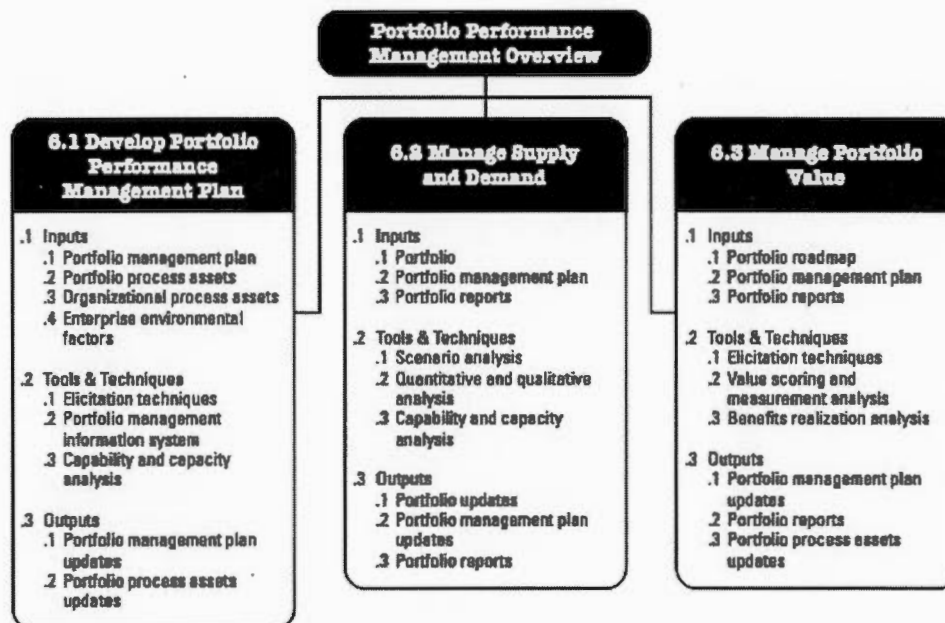 Portfolio Performance
Management Overview
6.1 Develop Portfolio
Performance
Management Plan
.1 Inputs
.1 Portfolio management plan
.2 Portfolio process assets
.3 Organizational process assets
.4 Enterprise environmental
factors
.2 Tools & Techniques
.1 Elicitation techniques
.2 Portfolio management
information system
.3 Capability and capacity
analysis
.3 Outputs
.1 Portfolio management plan
updates
.2 Portfolio process assets
updates
6.2 Manage Supply
and Demand
.1 Inputs
.1 Portfolio
.2 Portfolio management plan
.3 Portfolio reports
.2 Tools & Techniques
.1 Scenario analysis
.2 Quantitative and qualitative
analysis
.3 Capability and capacity
analysis
.3 Outputs
.1 Portfolio updates
.2 Portfolio management plan
updates
.3 Portfolio reports
6.3 Manage Portfolio
Value
.1 Inputs
.1 Portfolio roadmap
.2 Portfolio management plan
.3 Portfolio reports
.2 Tools & Techniques
.1 Elicitation techniques
.2 Value scoring and
measurement analysis
.3 Benefits realization analysis
.3 Outputs
.1 Portfolio management plan
updates
.2 Portfolio reports
.3 Portfolio process assets
updates